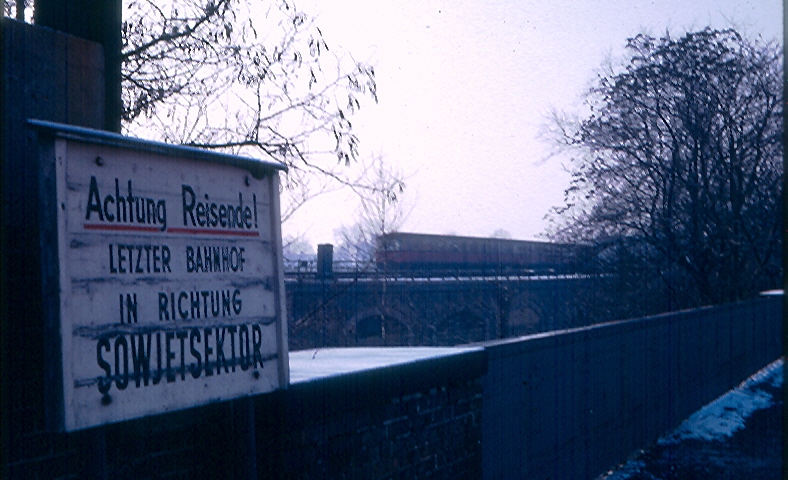 Achtung Reisende!
LETZTER BAHNHOF
IN RICHTUNG
SOWJETSEKTOR